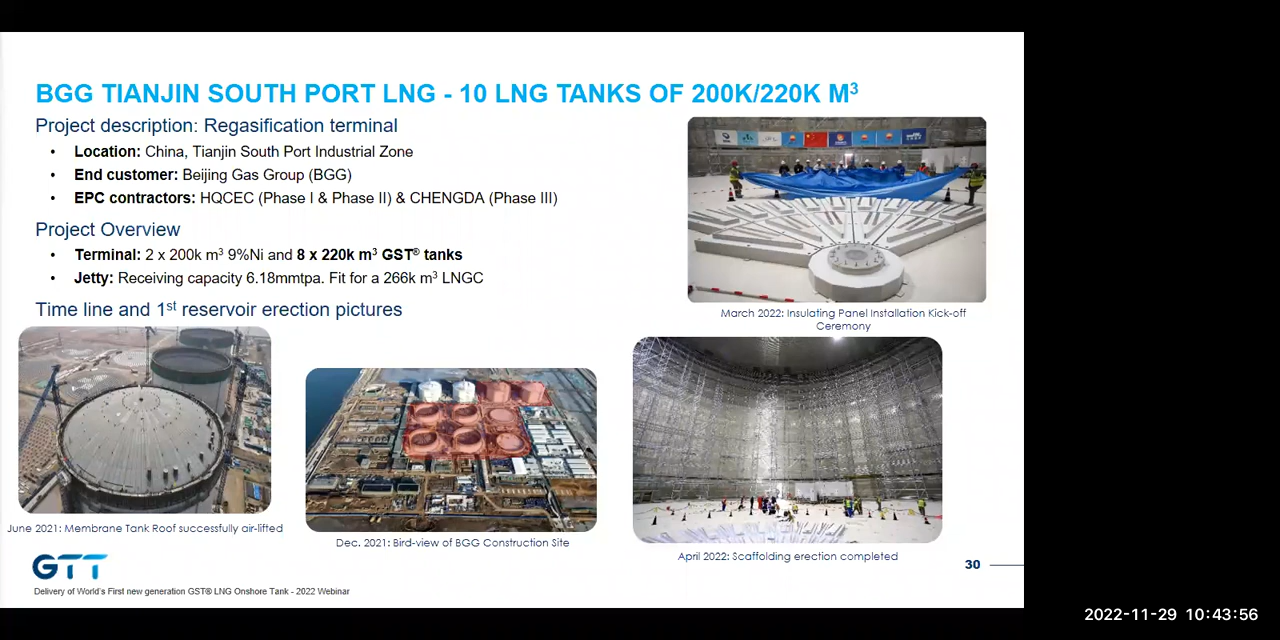 BGG TIANJIN SOUTH PORT LNG - 10 LNG TANKS OF 200K/220K M³
Project description: Regasification terminal
• Location: China, Tianjin South Port Industrial Zone
• End customer: Beijing Gas Group (BGG)
• EPC contractors: HQCEC (Phase I & Phase II) & CHENGDA (Phase III)
Project Overview
• Terminal: 2 x 200k m³ 9%Ni and 8 x 220k m³ GST® tanks
• Jetty: Receiving capacity 6.18mmtpa. Fit for a 266k m³ LNGC
Time line and 1st reservoir erection pictures
March 2022: Insulating Panel Installation Kick-off
Ceremony
June 2021: Membrane Tank Roof successfully air-lifted
Dec. 2021: Bird-view of BGG Construction Site
April 2022: Scaffolding erection completed
GTT
30
Delivery of World's First new generation GST® LNG Onshore Tank - 2022 Webinar
2022-11-29 10:43:56